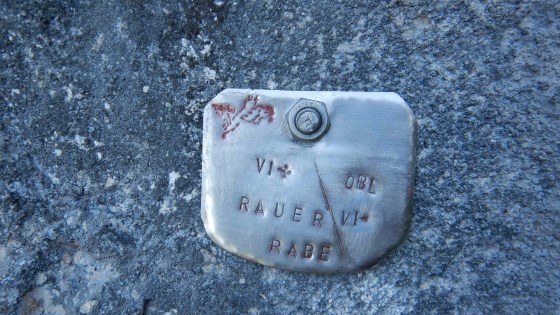 VI+ OBL
RAUER VI-
RABE